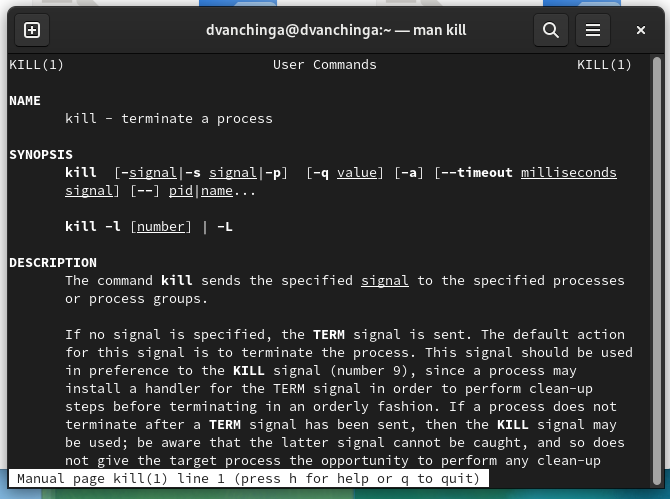 dvanchinga@dvanchinga:~ — man kill
KILL(1) User Commands KILL(1)
NAME
kill - terminate a process
SYNOPSIS
kill [-signal|-s signal|-p] [-q value] [-a] [--timeout milliseconds
signal] [--] pid|name...
kill -l [number] | -L
DESCRIPTION
The command kill sends the specified signal to the specified processes
or process groups.
If no signal is specified, the TERM signal is sent. The default action
for this signal is to terminate the process. This signal should be used
in preference to the KILL signal (number 9), since a process may
install a handler for the TERM signal in order to perform clean-up
steps before terminating in an orderly fashion. If a process does not
terminate after a TERM signal has been sent, then the KILL signal may
be used; be aware that the latter signal cannot be caught, and so does
not give the target process the opportunity to perform any clean-up
Manual page kill(1) line 1 (press h for help or q to quit)